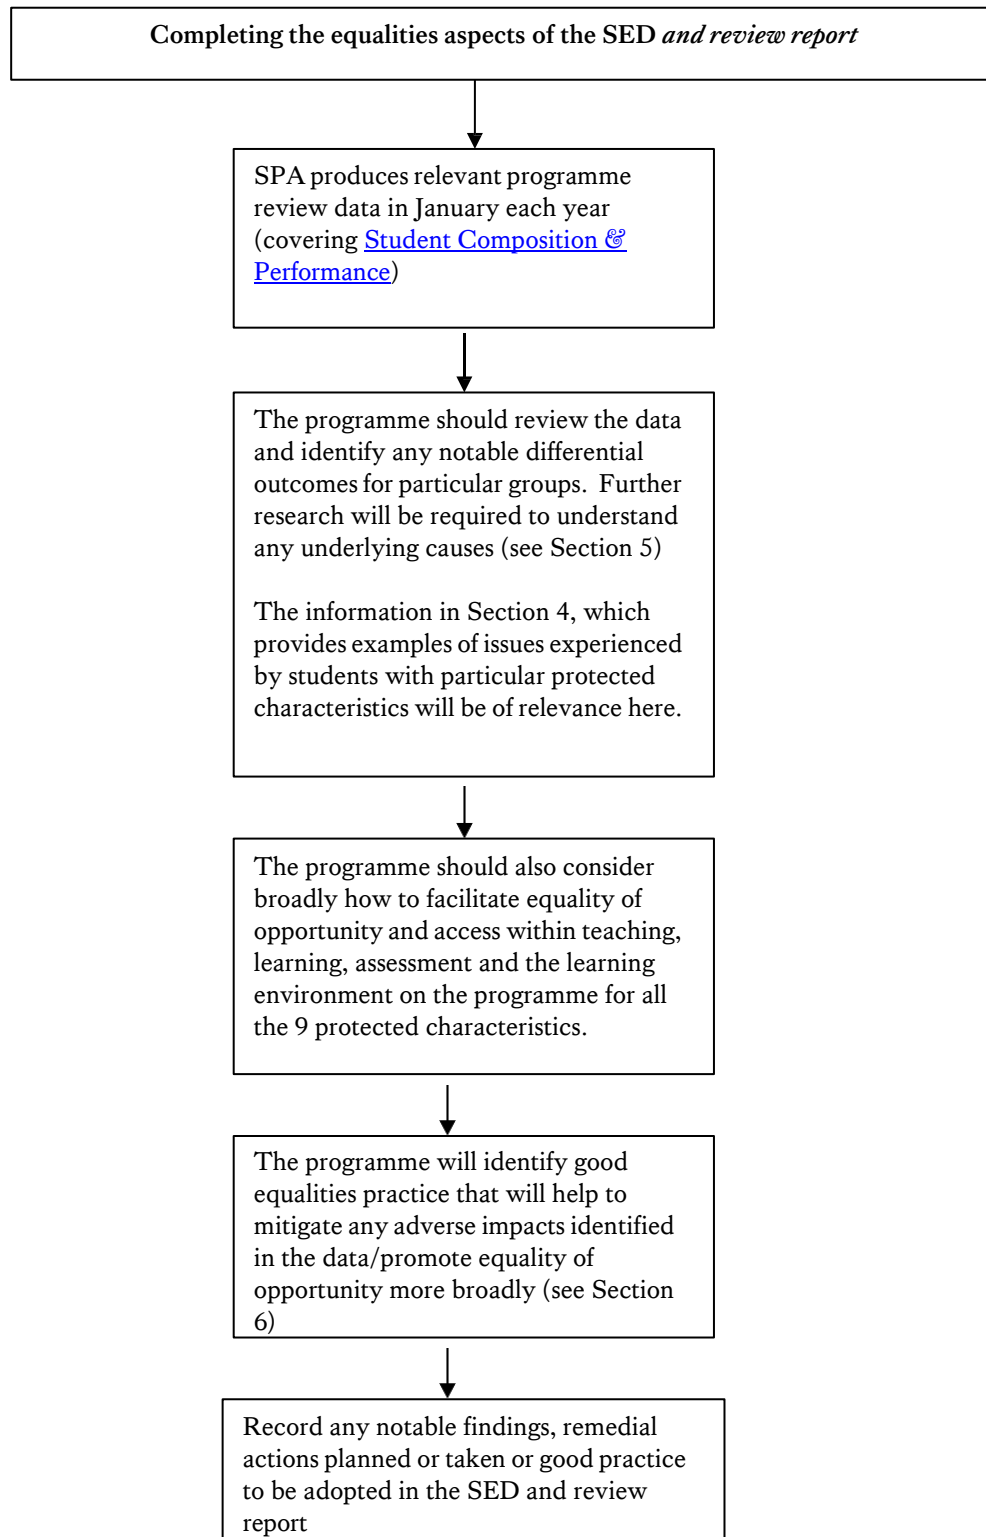 Completing the equalities aspects of the SED and review report
SPA produces relevant programme
review data in January each year
(covering Student Composition &
Performance)
The programme should review the data
and identify any notable differential
outcomes for particular groups.  Further
research will be required to understand
any underlying causes (see Section 5)
The information in Section 4, which
provides examples of issues experienced
by students with particular protected
characteristics will be of relevance here.
The programme should also consider
broadly how to facilitate equality of
opportunity and access within teaching,
learning, assessment and the learning
environment on the programme for all
the 9 protected characteristics.
The programme will identify good
equalities practice that will help to
mitigate any adverse impacts identified
in the data/promote equality of
opportunity more broadly (see Section
6)
Record any notable findings, remedial
actions planned or taken or good practice
to be adopted in the SED and review
report